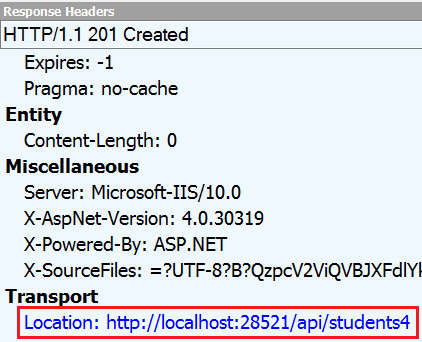 Response Headers
HTTP/1.1 201 Created
Expires: -1
Pragma: no-cache
Entity
Content-Length: 0
Miscellaneous
Server: Microsoft-IIS/10.0
X-AspNet-Version: 4.0.30319
X-Powered-By: ASP.NET
X-SourceFiles: =?UTF-8?B?QzpcV2ViQVBJXFdlYk
Transport
Location: http://localhost:28521/api/students4